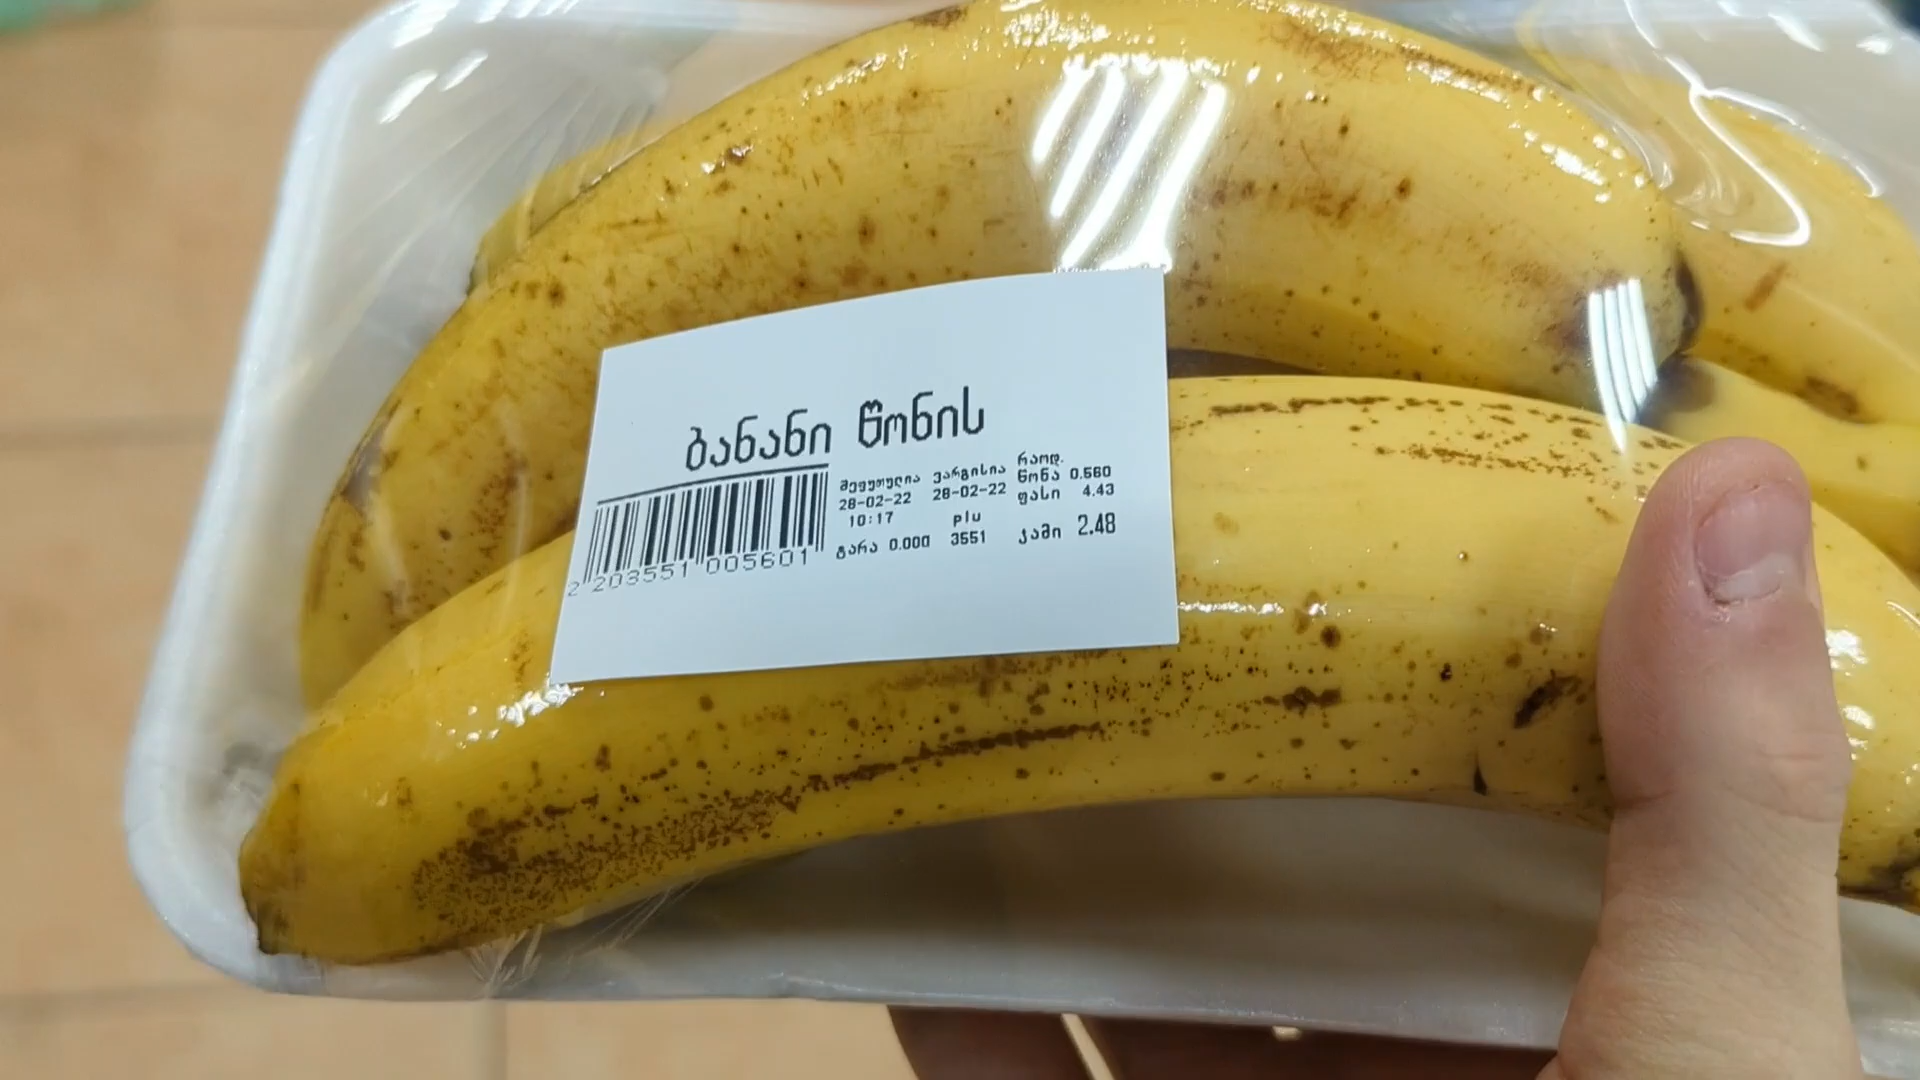 ბანანი წონის
შეფუთულია ვარგისია რაოდ.
28-02-22 28-02-22 წონა 0.560
10:17 plu ფასი 4.43
ტარა 0.000 3551 ჯამი 2.48
2 203551 005601